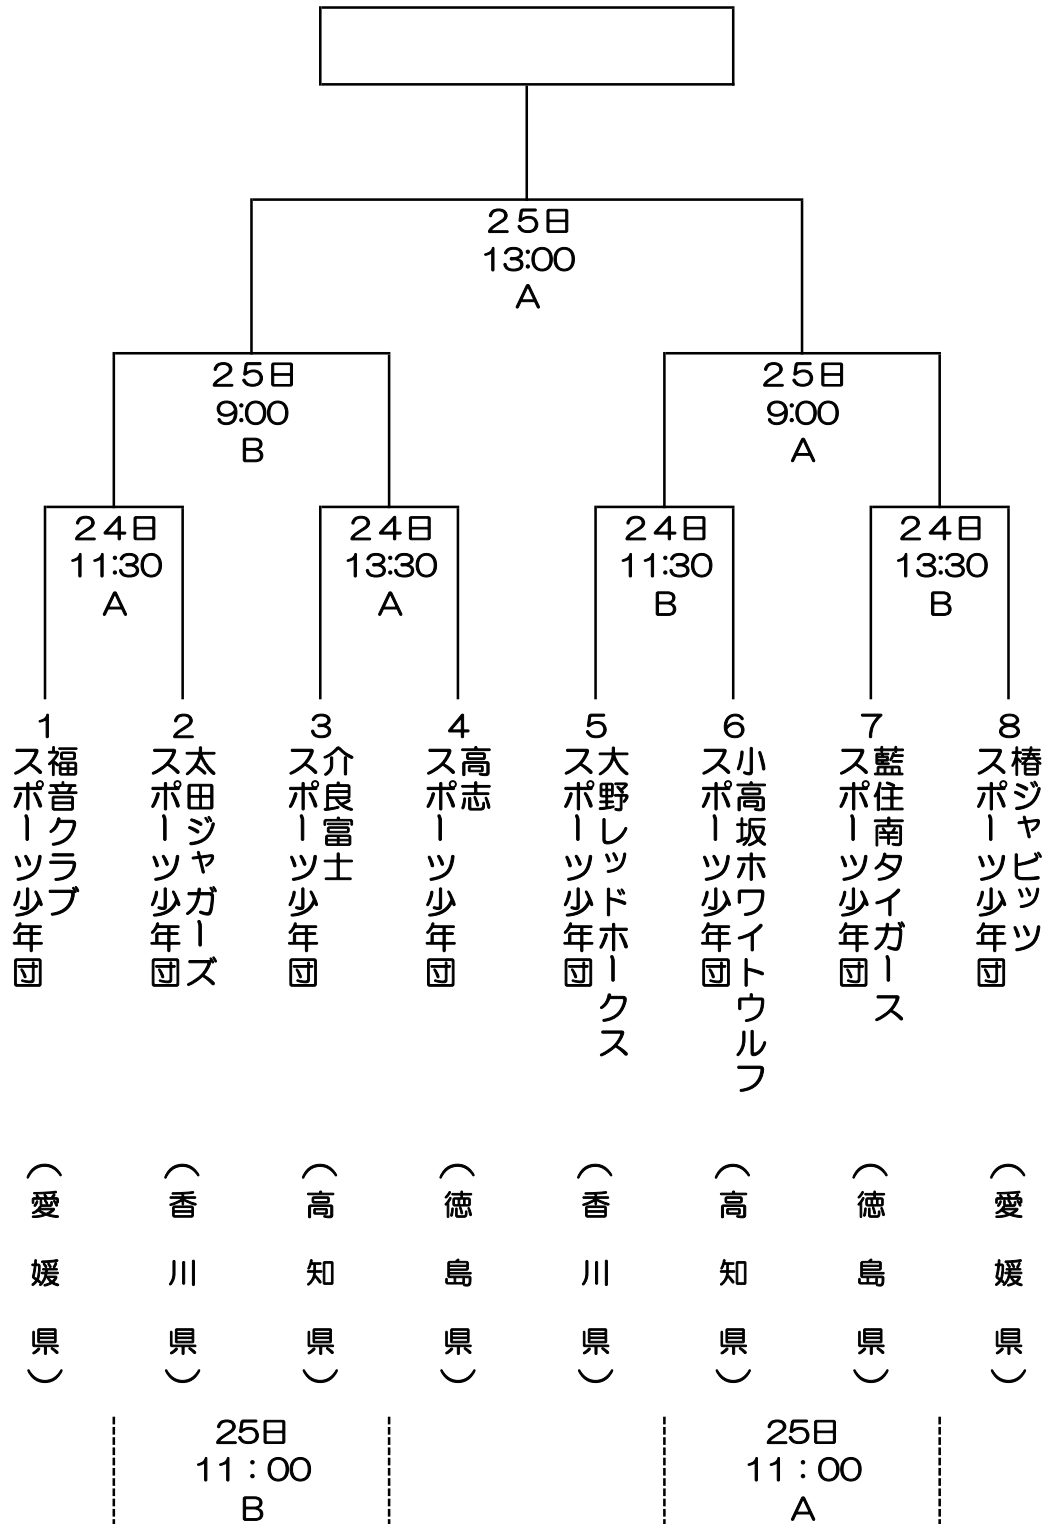 ２５日
13:00
A
２５日
9:00
B
２５日
9:00
A
２４日
11:30
A
２４日
13:30
A
２４日
11:30
B
２４日
13:30
B
1
福音クラブ
スポーツ少年団
（愛媛県）
2
太田ジャガーズ
スポーツ少年団
（香川県）
3
介良富士
スポーツ少年団
（高知県）
4
高志
スポーツ少年団
（徳島県）
5
大野レッドホークス
スポーツ少年団
（香川県）
6
小高坂ホワイトウルフ
スポーツ少年団
（高知県）
7
藍住南タイガース
スポーツ少年団
（徳島県）
8
椿ジャビッツ
スポーツ少年団
（愛媛県）
25日
11：00
B
25日
11：00
A